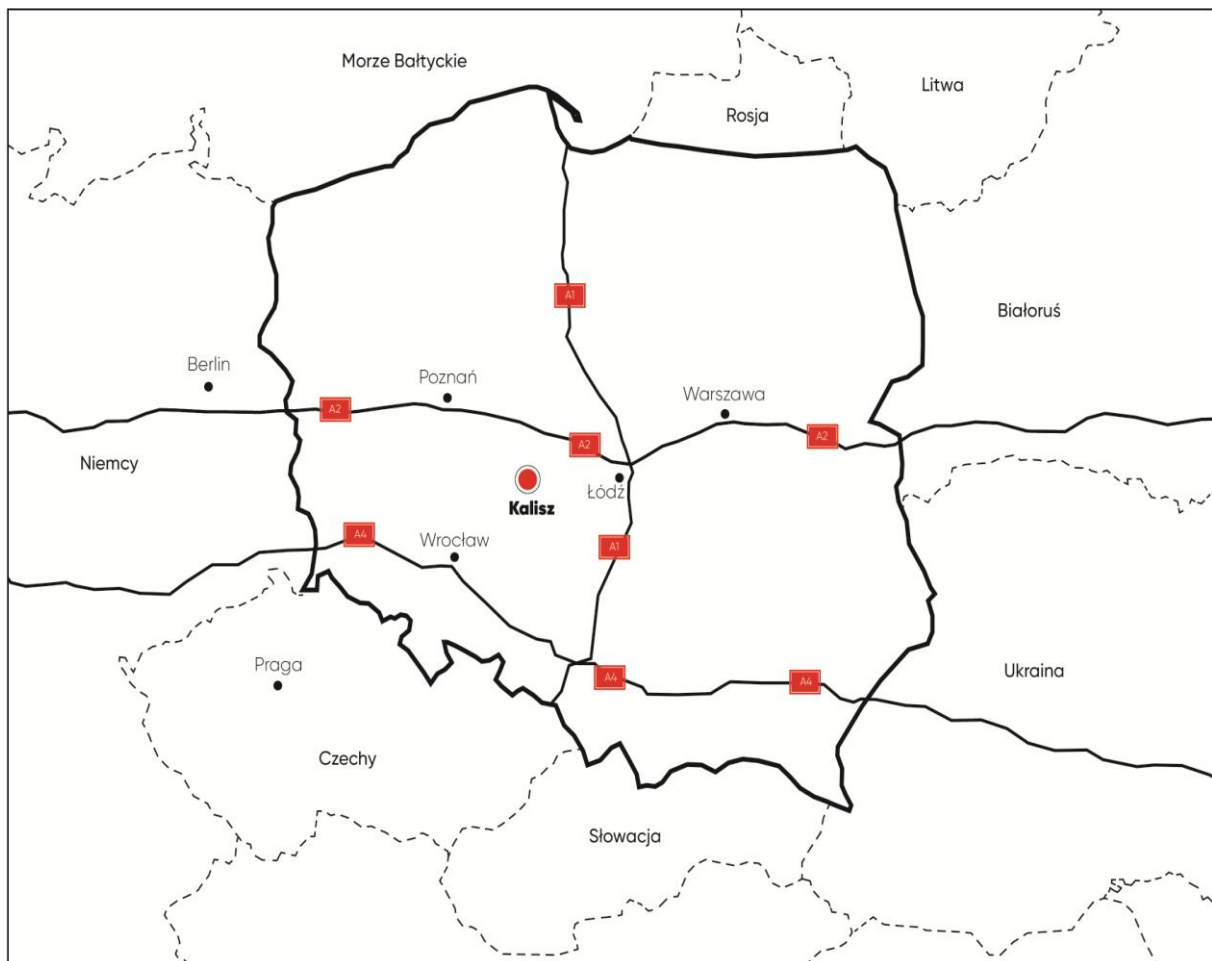 Morze Bałtyckie
Litwa
Rosja
A1
Białoruś
Berlin
Poznań
Warszawa
A2
A2
A2
Niemcy
Łódź
Kalisz
A4
Wrocław
A1
Praga
A4
A4
Ukraina
Czechy
Słowacja